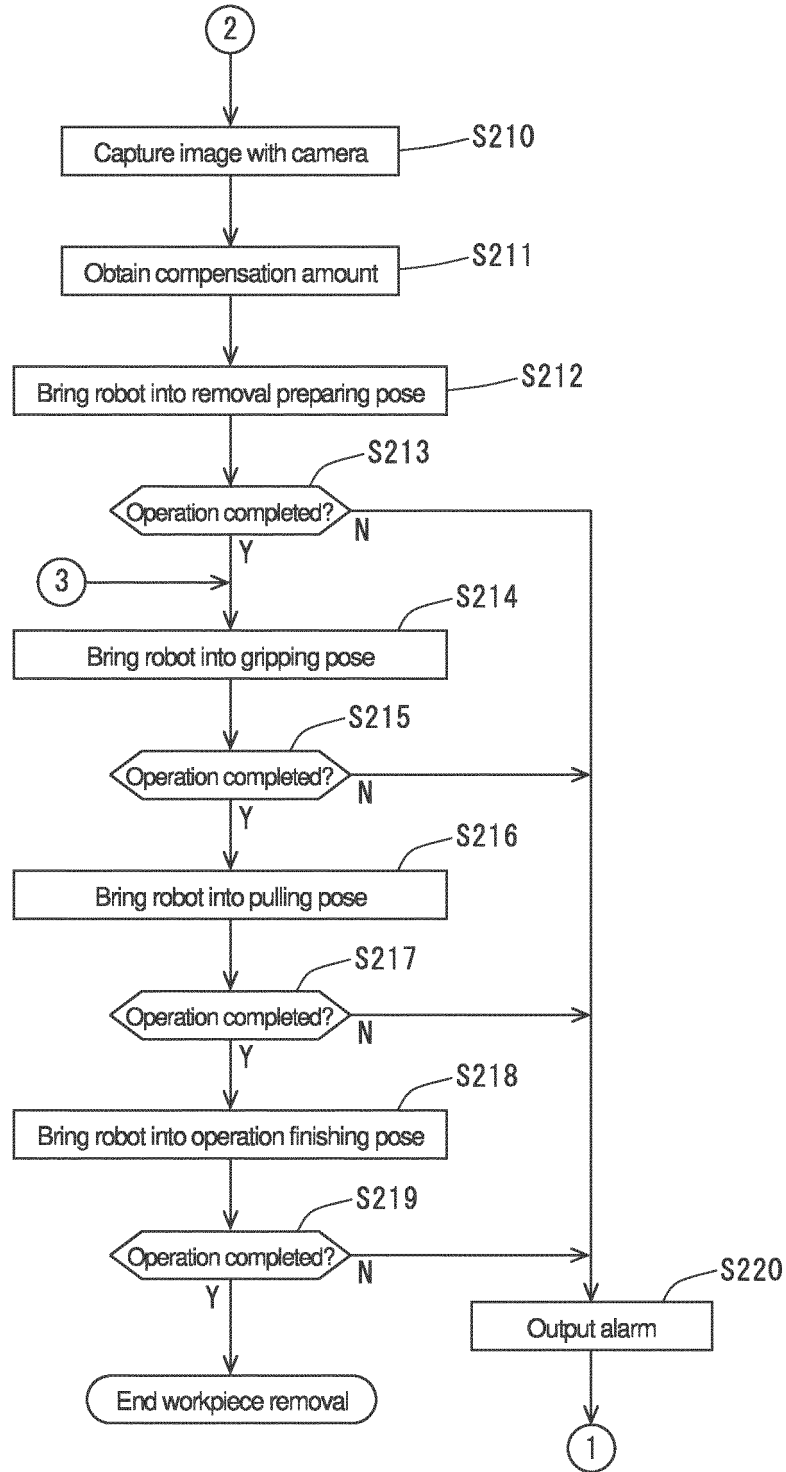 2
Capture image with camera
S210
Obtain compensation amount
S211
Bring robot into removal preparing pose
S212
S213
Operation completed?
N
Y
3
S214
Bring robot into gripping pose
S215
Operation completed?
N
Y
S216
Bring robot into pulling pose
S217
Operation completed?
N
Y
S218
Bring robot into operation finishing pose
S219
Operation completed?
N
Y
S220
Output alarm
End workpiece removal
1